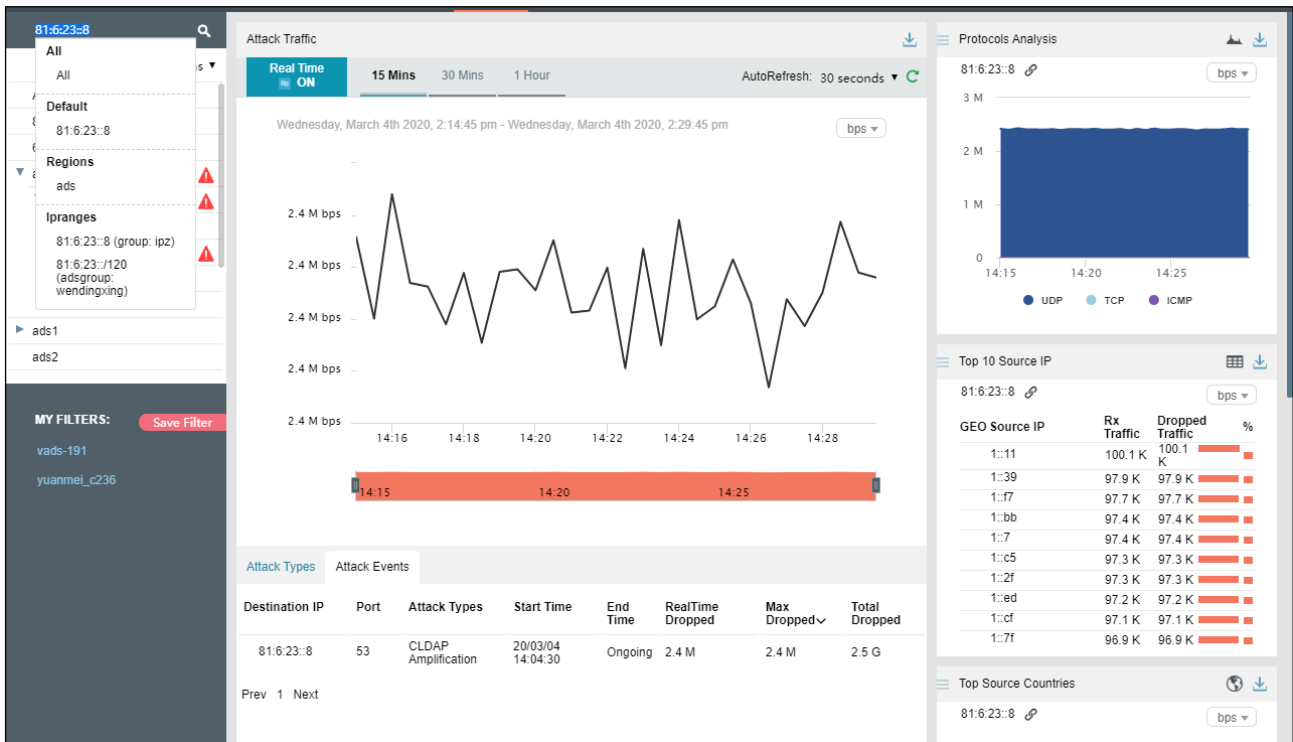 81:6:23::8
All
All
Default
81:6:23::8
Regions
ads
Ipranges
81:6:23::8 (group: ipz)
81:6:23::/120
(adsgroup:
wendingxing)
ads1
ads2
MY FILTERS:
Save Filter
vads-191
yuanmei_c236
Attack Traffic
Real Time
ON
15 Mins
30 Mins
1 Hour
AutoRefresh: 30 seconds
Wednesday, March 4th 2020, 2:14:45 pm - Wednesday, March 4th 2020, 2:29:45 pm
bps
2.4 M bps
2.4 M bps
2.4 M bps
2.4 M bps
2.4 M bps
14:16 14:18 14:20 14:22 14:24 14:26 14:28
14:15 14:20 14:25
Attack Types Attack Events
Destination IP Port Attack Types Start Time End Time RealTime Dropped Max Dropped Total Dropped
81:6:23::8 53 CLDAP Amplification 20/03/04 14:04:30 Ongoing 2.4 M 2.4 M 2.5 G
Prev 1 Next
Protocols Analysis
81:6:23::8
bps
3 M
2 M
1 M
0
14:15 14:20 14:25
UDP TCP ICMP
Top 10 Source IP
81:6:23::8
bps
GEO Source IP Rx Traffic Dropped Traffic %
1::11 100.1 K 100.1 K
1::39 97.9 K 97.9 K
1::f7 97.7 K 97.7 K
1::bb 97.4 K 97.4 K
1::7 97.4 K 97.4 K
1::c5 97.3 K 97.3 K
1::2f 97.3 K 97.3 K
1::ed 97.2 K 97.2 K
1::cf 97.1 K 97.1 K
1::7f 96.9 K 96.9 K
Top Source Countries
81:6:23::8
bps